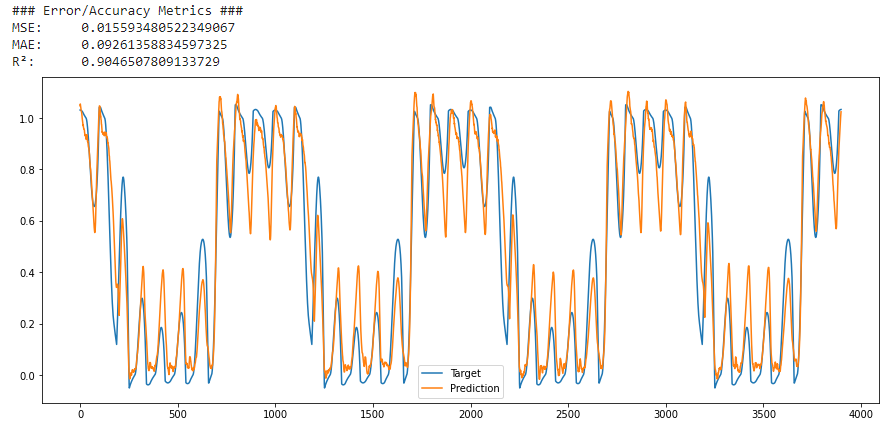 ### Error/Accuracy Metrics ###
MSE: 0.015593480522349067
MAE: 0.09261358834597325
R²: 0.9046507809133729
1.0
0.8
0.6
0.4
0.2
0.0
Target
Prediction
0 500 1000 1500 2000 2500 3000 3500 4000